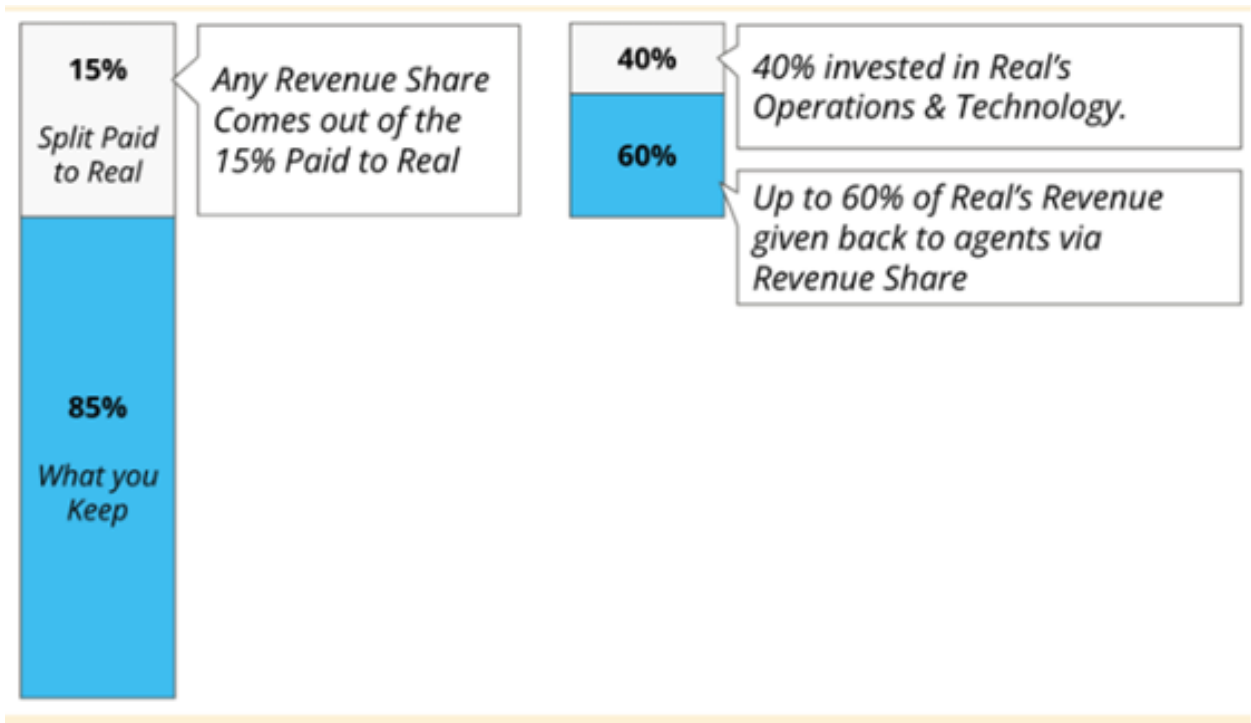 15%
Split Paid
to Real
Any Revenue Share
Comes out of the
15% Paid to Real
85%
What you
Keep
40%
40% invested in Real's
Operations & Technology.
60%
Up to 60% of Real's Revenue
given back to agents via
Revenue Share